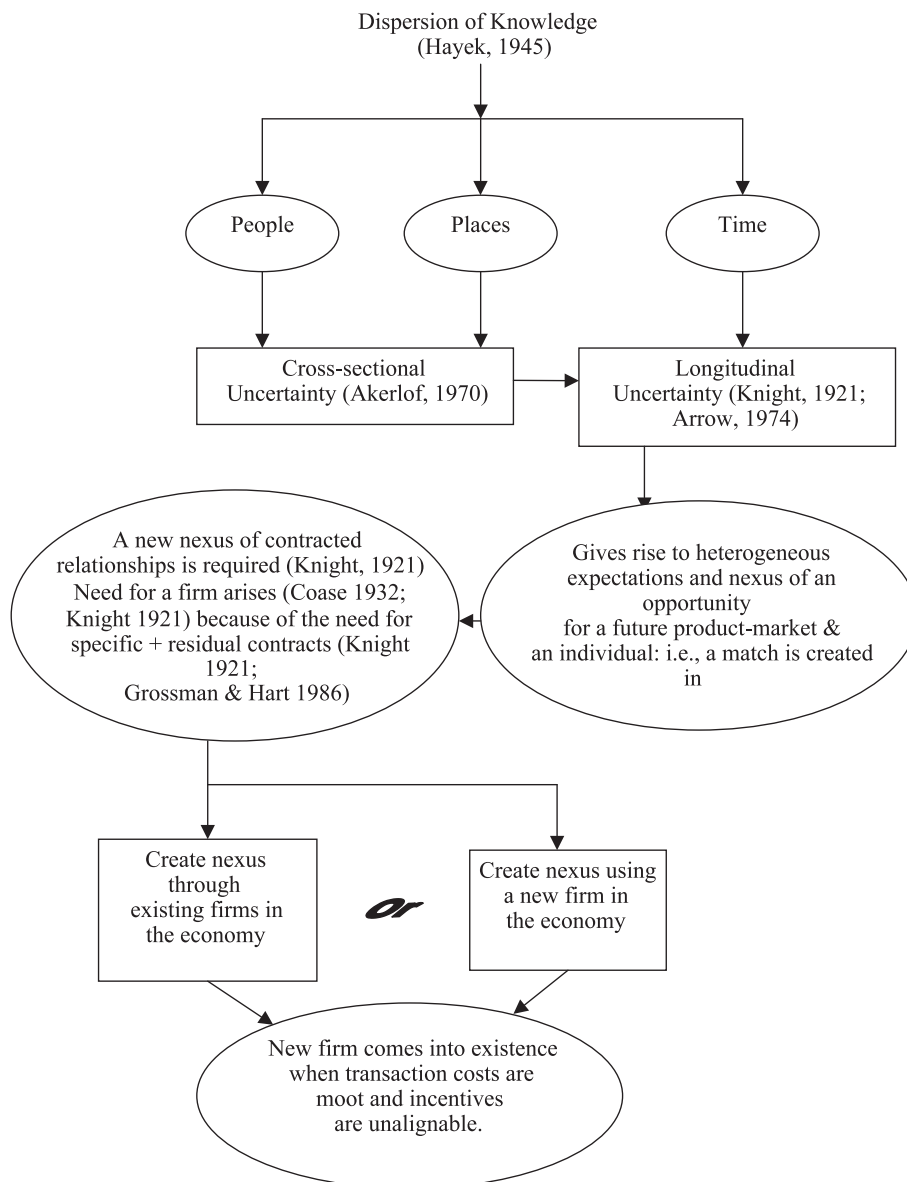 Dispersion of Knowledge
(Hayek, 1945)
People
Places
Time
Cross-sectional
Uncertainty (Akerlof, 1970)
Longitudinal
Uncertainty (Knight, 1921;
Arrow, 1974)
A new nexus of contracted
relationships is required (Knight, 1921)
Need for a firm arises (Coase 1932;
Knight 1921) because of the need for
specific + residual contracts (Knight
1921;
Grossman & Hart 1986)
Gives rise to heterogeneous
expectations and nexus of an
opportunity
for a future product-market &
an individual: i.e., a match is created
in
Create nexus
through
existing firms in
the economy
or
Create nexus using
a new firm in
the economy
New firm comes into existence
when transaction costs are
moot and incentives
are unalignable.